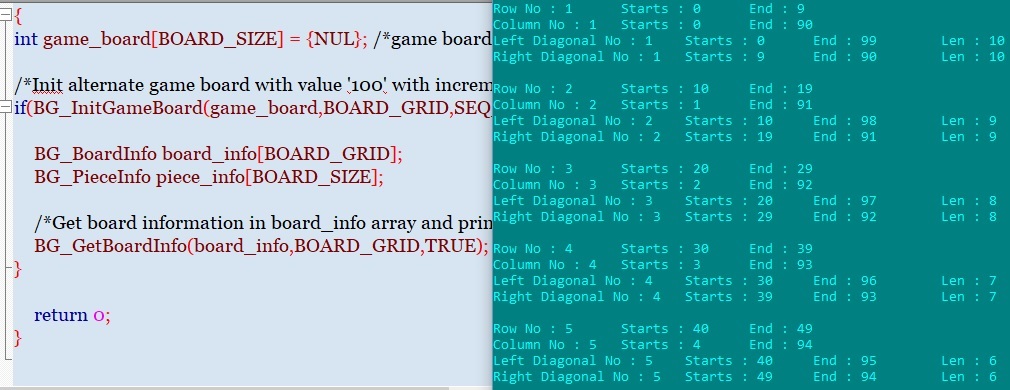 {
int game_board[BOARD_SIZE] = {NUL}; /*game board
/*Init alternate game board with value '100' with increm
if(BG_InitGameBoard(game_board,BOARD_GRID,SEQ
BG_BoardInfo board_info[BOARD_GRID];
BG_PieceInfo piece_info[BOARD_SIZE];
/*Get board information in board_info array and prin
BG_GetBoardInfo(board_info,BOARD_GRID,TRUE);
}
return 0;
}
Row No : 1 Starts : 0 End : 9
Column No : 1 Starts : 0 End : 90
Left Diagonal No : 1 Starts : 0 End : 99 Len : 10
Right Diagonal No : 1 Starts : 9 End : 90 Len : 10
Row No : 2 Starts : 10 End : 19
Column No : 2 Starts : 1 End : 91
Left Diagonal No : 2 Starts : 10 End : 98 Len : 9
Right Diagonal No : 2 Starts : 19 End : 91 Len : 9
Row No : 3 Starts : 20 End : 29
Column No : 3 Starts : 2 End : 92
Left Diagonal No : 3 Starts : 20 End : 97 Len : 8
Right Diagonal No : 3 Starts : 29 End : 92 Len : 8
Row No : 4 Starts : 30 End : 39
Column No : 4 Starts : 3 End : 93
Left Diagonal No : 4 Starts : 30 End : 96 Len : 7
Right Diagonal No : 4 Starts : 39 End : 93 Len : 7
Row No : 5 Starts : 40 End : 49
Column No : 5 Starts : 4 End : 94
Left Diagonal No : 5 Starts : 40 End : 95 Len : 6
Right Diagonal No : 5 Starts : 49 End : 94 Len : 6